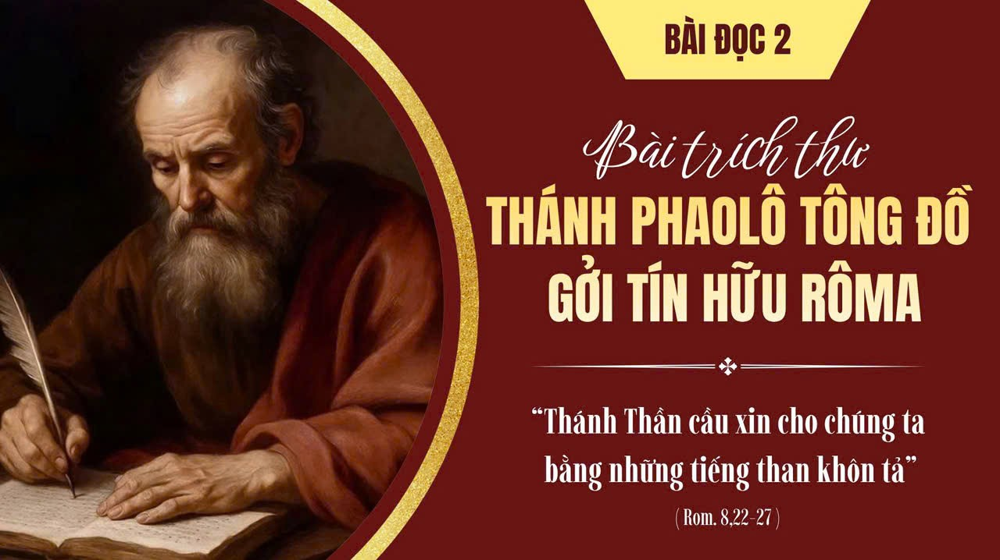 BÀI ĐỌC 2
Bài trích thư
THÁNH PHAOLÔ TÔNG ĐỒ
GỞI TÍN HỮU RÔMA
“Thánh Thần cầu xin cho chúng ta
bằng những tiếng than khôn tả”
( Rom. 8,22-27 )